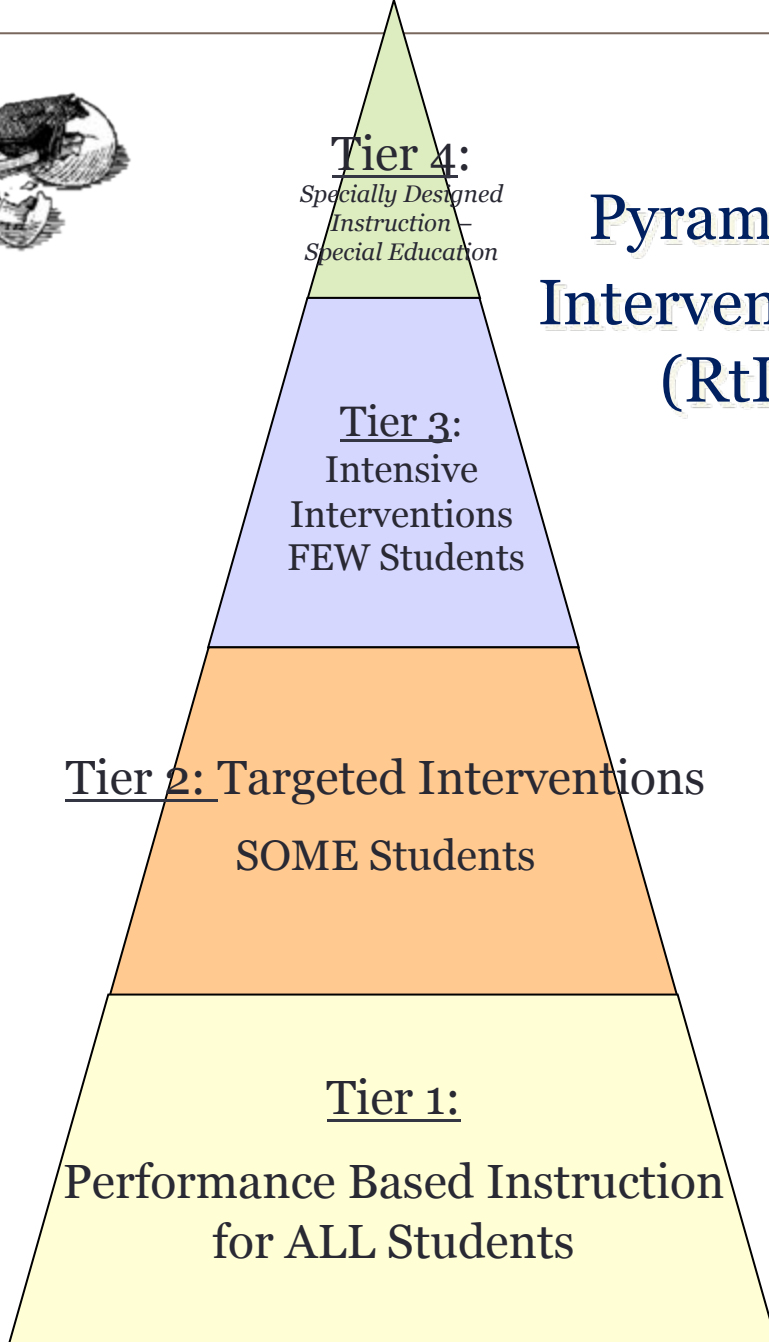 Tier 4:
Specially Designed
Instruction –
Special Education
Pyram
Interven
(RtI
Tier 3:
Intensive
Interventions
FEW Students
Tier 2: Targeted Interventions
SOME Students
Tier 1:
Performance Based Instruction
for ALL Students